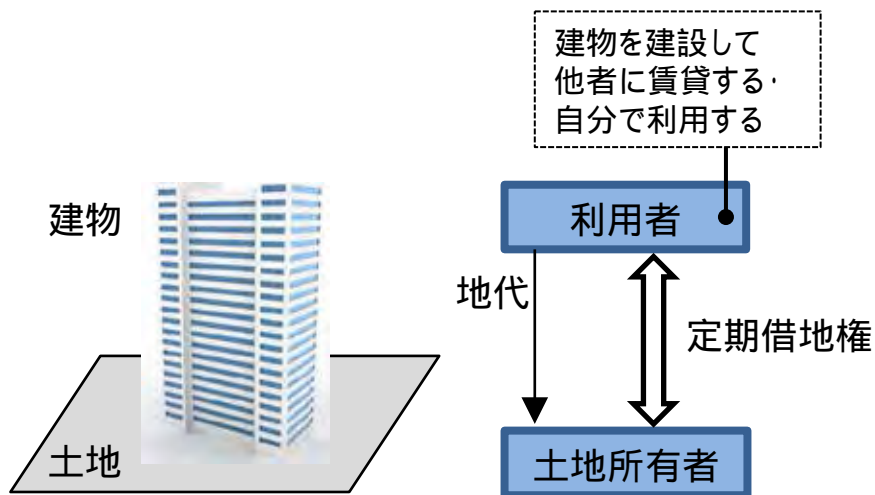 建物を建設して
他者に賃貸する・
自分で利用する
建物
利用者
地代
定期借地権
土地
土地所有者